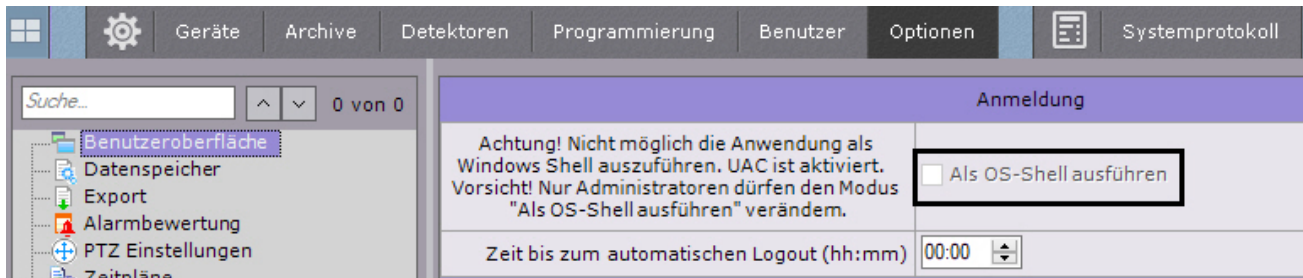 Geräte Archive Detektoren Programmierung Benutzer Optionen Systemprotokoll
Suche... 0 von 0
Benutzeroberfläche
Datenspeicher
Export
Alarmbewertung
PTZ Einstellungen
Zeitpläne
Anmeldung
Achtung! Nicht möglich die Anwendung als
Windows Shell auszuführen. UAC ist aktiviert.
Vorsicht! Nur Administratoren dürfen den Modus
"Als OS-Shell ausführen" verändem.
Als OS-Shell ausführen
Zeit bis zum automatischen Logout (hh:mm) 00:00